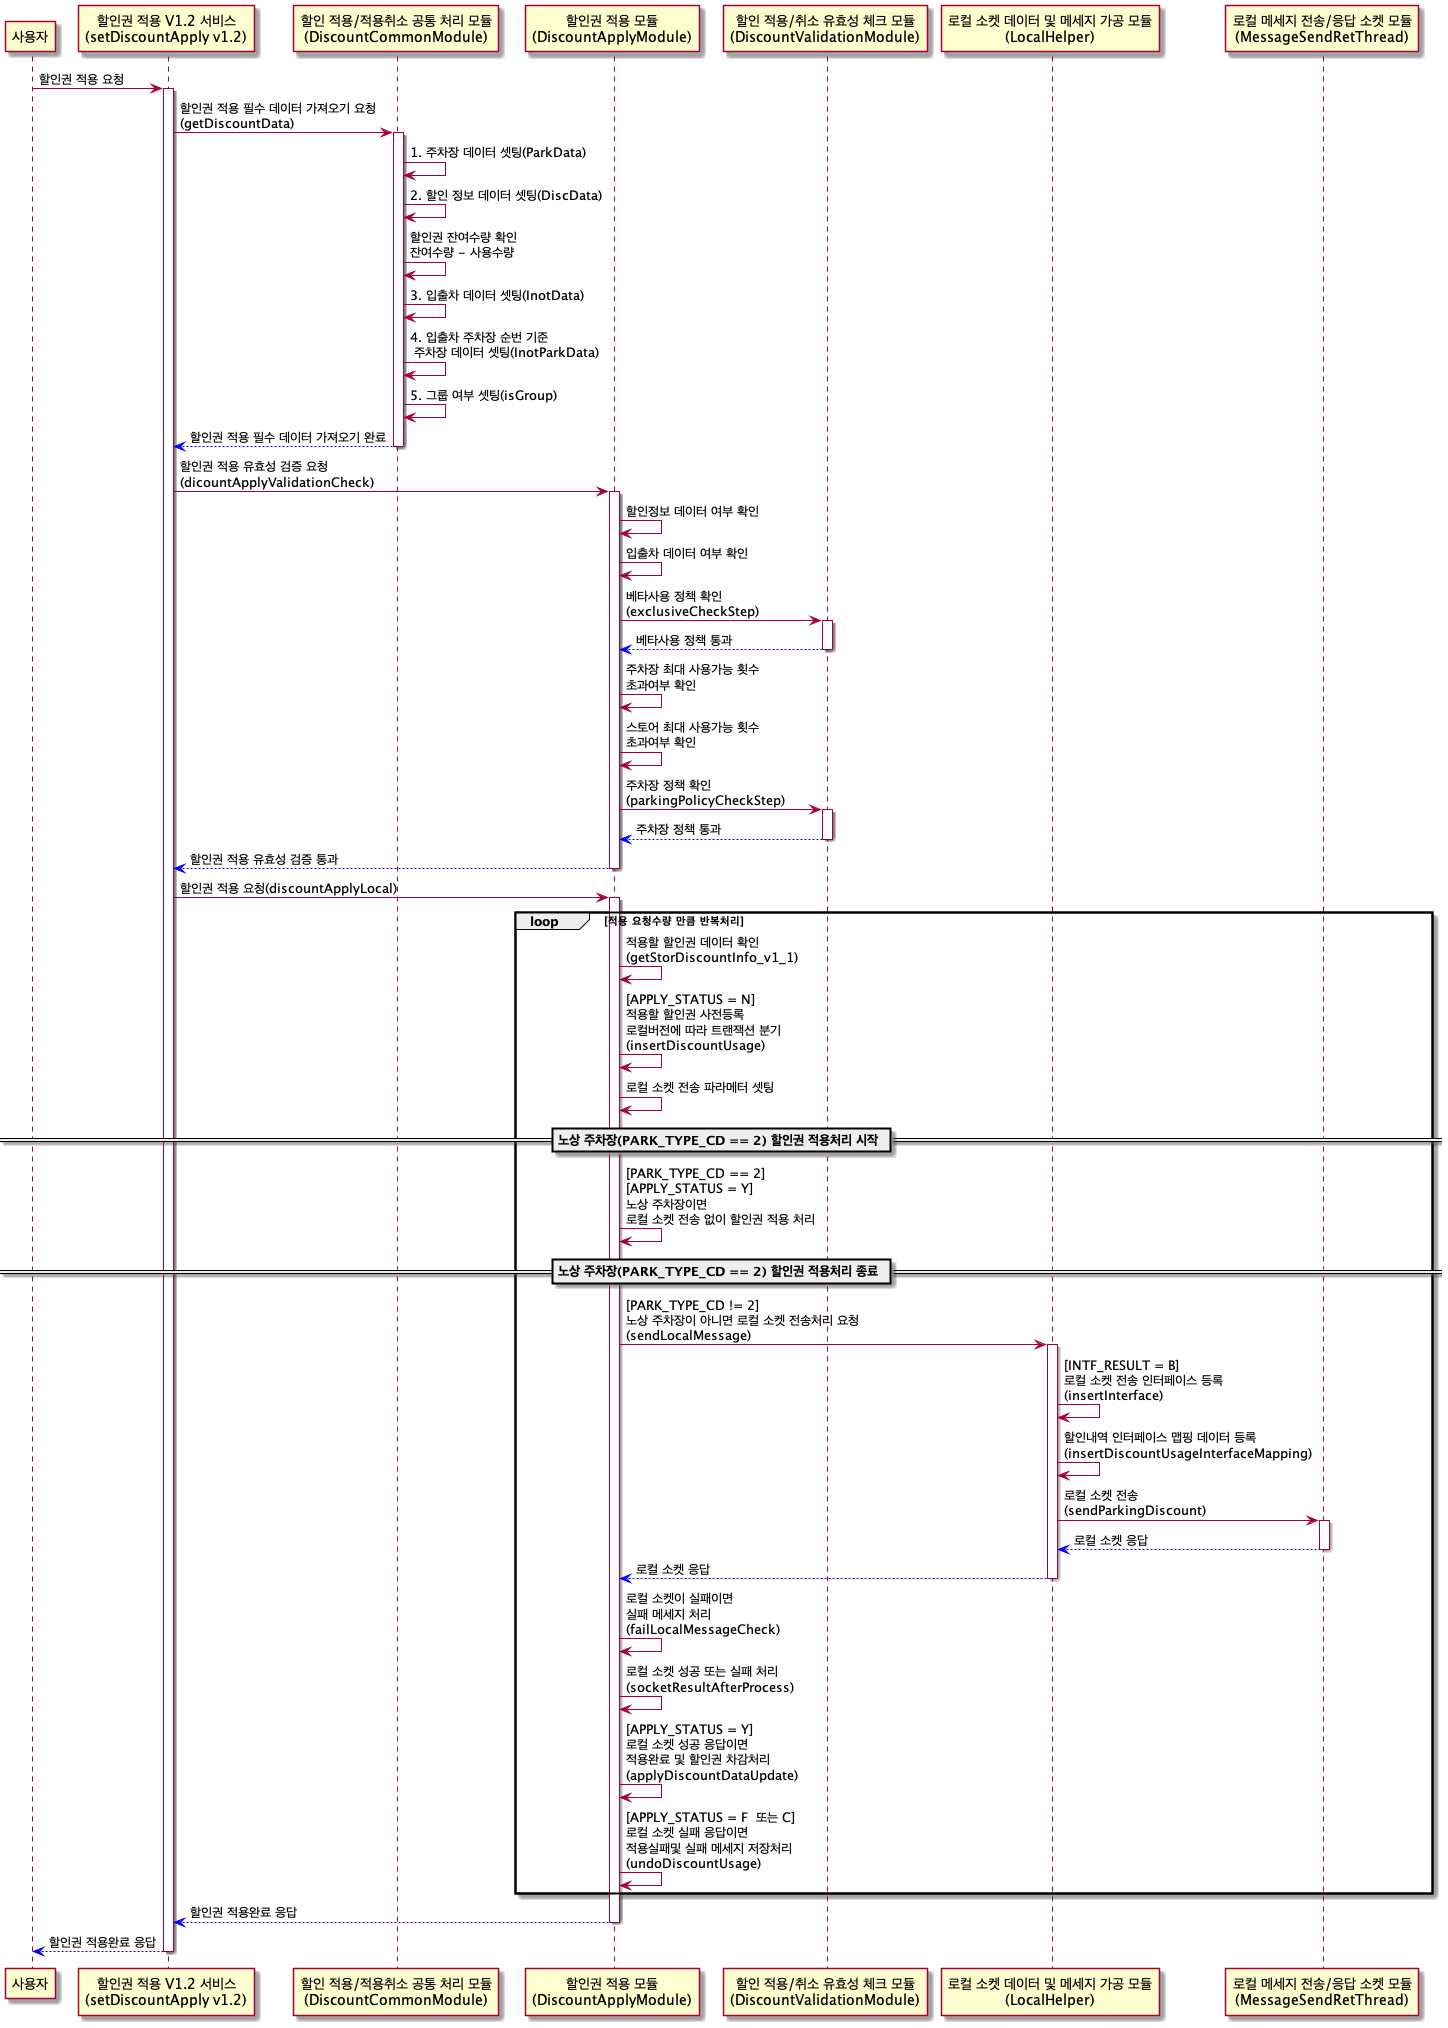 사용자
할인권 적용 V1.2 서비스
(setDiscountApply v1.2)
할인 적용/적용취소 공통 처리 모듈
(DiscountCommonModule)
할인권 적용 모듈
(DiscountApplyModule)
할인 적용/취소 유효성 체크 모듈
(DiscountValidationModule)
로컬 소켓 데이터 및 메세지 가공 모듈
(LocalHelper)
로컬 메세지 전송/응답 소켓 모듈
(MessageSendRetThread)
할인권 적용 요청
할인권 적용 필수 데이터 가져오기 요청
(getDiscountData)
1. 주차장 데이터 셋팅(ParkData)
2. 할인 정보 데이터 셋팅(DiscData)
할인권 잔여수량 확인
잔여수량 - 사용수량
3. 입출차 데이터 셋팅(InotData)
4. 입출차 주차장 순번 기준
주차장 데이터 셋팅(InotParkData)
5. 그룹 여부 셋팅(isGroup)
할인권 적용 필수 데이터 가져오기 완료
할인권 적용 유효성 검증 요청
(dicountApplyValidationCheck)
할인정보 데이터 여부 확인
입출차 데이터 여부 확인
베타사용 정책 확인
(exclusiveCheckStep)
베타사용 정책 통과
주차장 최대 사용가능 횟수
초과여부 확인
스토어 최대 사용가능 횟수
초과여부 확인
주차장 정책 확인
(parkingPolicyCheckStep)
주차장 정책 통과
할인권 적용 유효성 검증 통과
할인권 적용 요청(discountApplyLocal)
loop [적용 요청수량 만큼 반복처리]
적용할 할인권 데이터 확인
(getStorDiscountInfo_v1_1)
[APPLY_STATUS = N]
적용할 할인권 사전등록
로컬버전에 따라 트랜잭션 분기
(insertDiscountUsage)
로컬 소켓 전송 파라메터 셋팅
노상 주차장(PARK_TYPE_CD == 2) 할인권 적용처리 시작
[PARK_TYPE_CD == 2]
[APPLY_STATUS = Y]
노상 주차장이면
로컬 소켓 전송 없이 할인권 적용 처리
노상 주차장(PARK_TYPE_CD == 2) 할인권 적용처리 종료
[PARK_TYPE_CD != 2]
노상 주차장이 아니면 로컬 소켓 전송처리 요청
(sendLocalMessage)
[INTF_RESULT = B]
로컬 소켓 전송 인터페이스 등록
(insertInterface)
할인내역 인터페이스 맵핑 데이터 등록
(insertDiscountUsageInterfaceMapping)
로컬 소켓 전송
(sendParkingDiscount)
로컬 소켓 응답
로컬 소켓 응답
로컬 소켓이 실패이면
실패 메세지 처리
(failLocalMessageCheck)
로컬 소켓 성공 또는 실패 처리
(socketResultAfterProcess)
[APPLY_STATUS = Y]
로컬 소켓 성공 응답이면
적용완료 및 할인권 차감처리
(applyDiscountDataUpdate)
[APPLY_STATUS = F 또는 C]
로컬 소켓 실패 응답이면
적용실패및 실패 메세지 저장처리
(undoDiscountUsage)
할인권 적용완료 응답
할인권 적용완료 응답
사용자
할인권 적용 V1.2 서비스
(setDiscountApply v1.2)
할인 적용/적용취소 공통 처리 모듈
(DiscountCommonModule)
할인권 적용 모듈
(DiscountApplyModule)
할인 적용/취소 유효성 체크 모듈
(DiscountValidationModule)
로컬 소켓 데이터 및 메세지 가공 모듈
(LocalHelper)
로컬 메세지 전송/응답 소켓 모듈
(MessageSendRetThread)